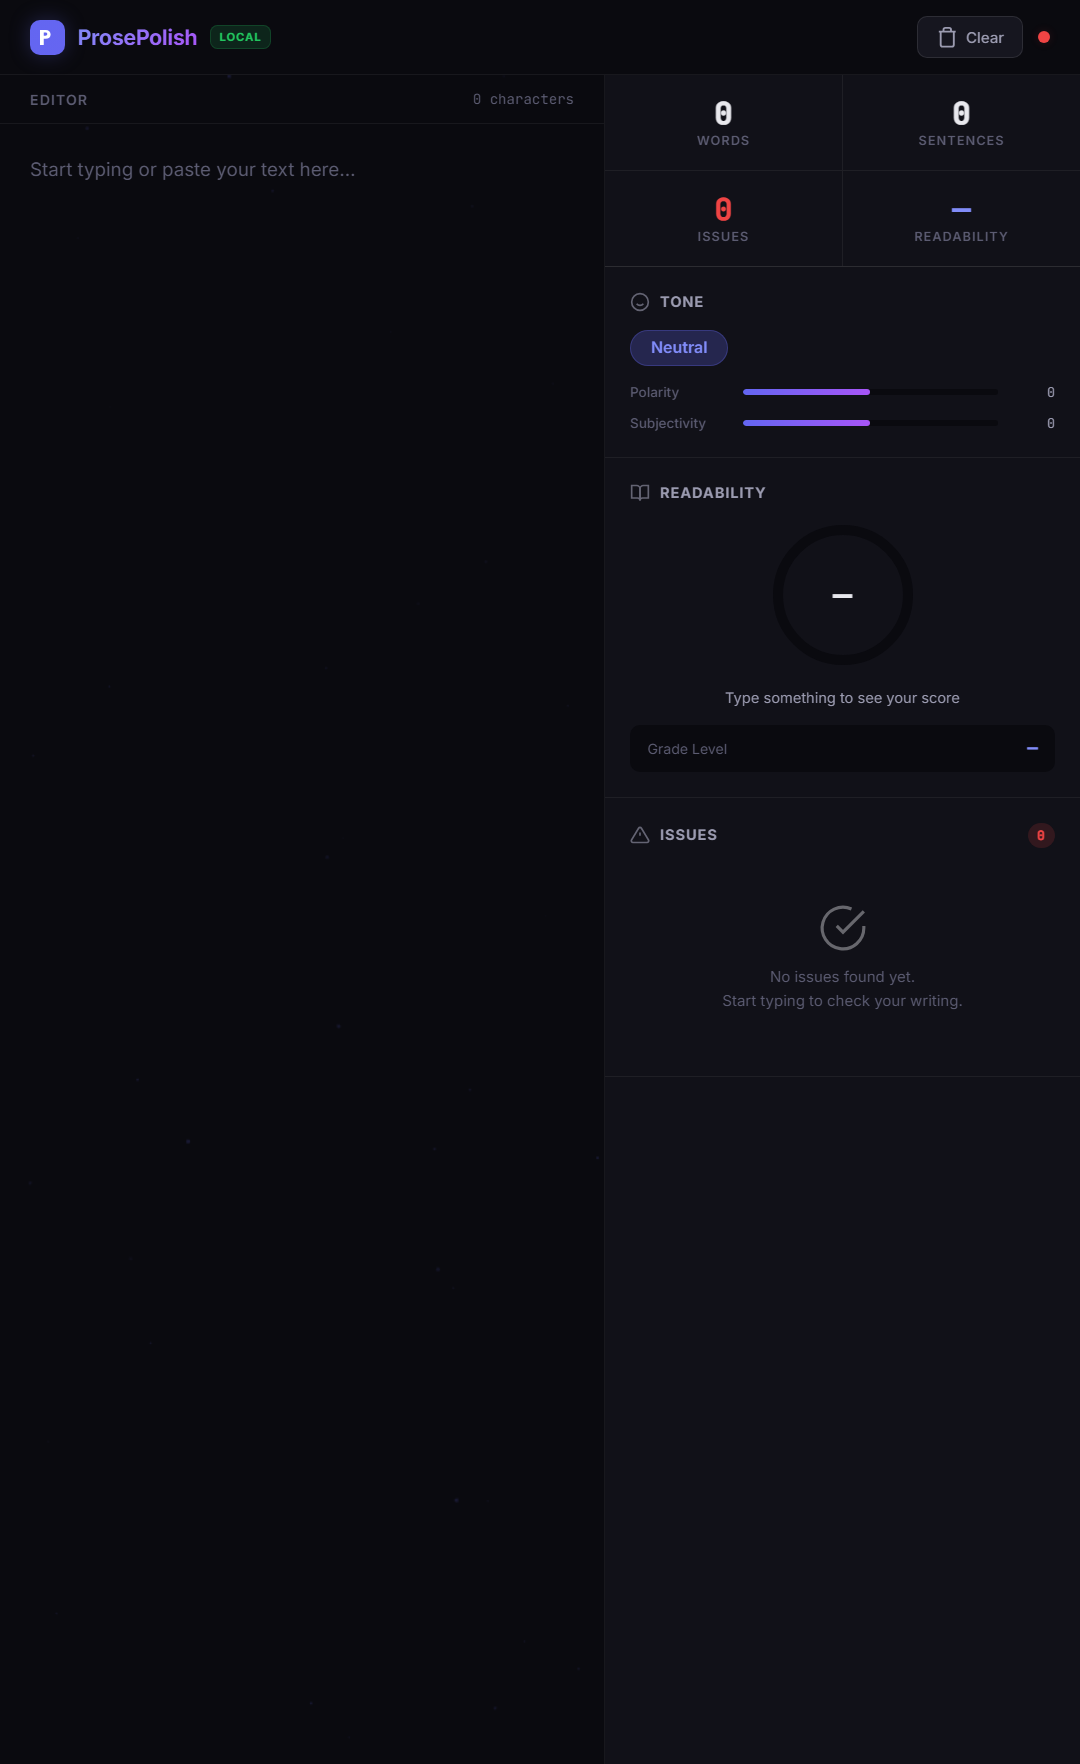 P ProsePolish LOCAL
Clear
EDITOR
0 characters
Start typing or paste your text here...
0
WORDS
0
SENTENCES
0
ISSUES
–
READABILITY
TONE
Neutral
Polarity 0
Subjectivity 0
READABILITY
–
Type something to see your score
Grade Level –
ISSUES 0
No issues found yet.
Start typing to check your writing.